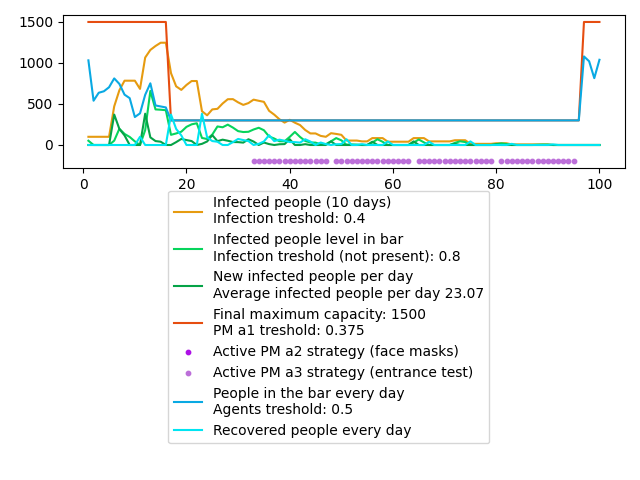 1500
1000
500
0
0
20
40
60
80
100
Infected people (10 days)
Infection treshold: 0.4
Infected people level in bar
Infection treshold (not present): 0.8
New infected people per day
Average infected people per day 23.07
Final maximum capacity: 1500
PM a1 treshold: 0.375
Active PM a2 strategy (face masks)
Active PM a3 strategy (entrance test)
People in the bar every day
Agents treshold: 0.5
Recovered people every day